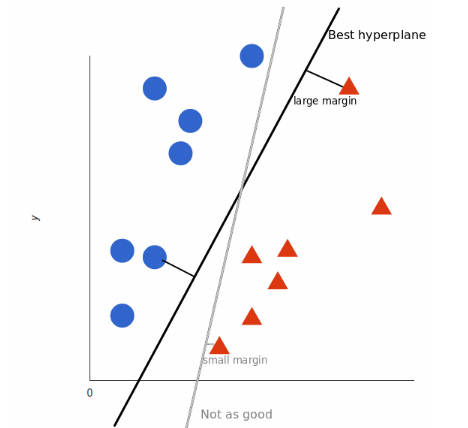 Best hyperplane
large margin
y
small margin
0
Not as good